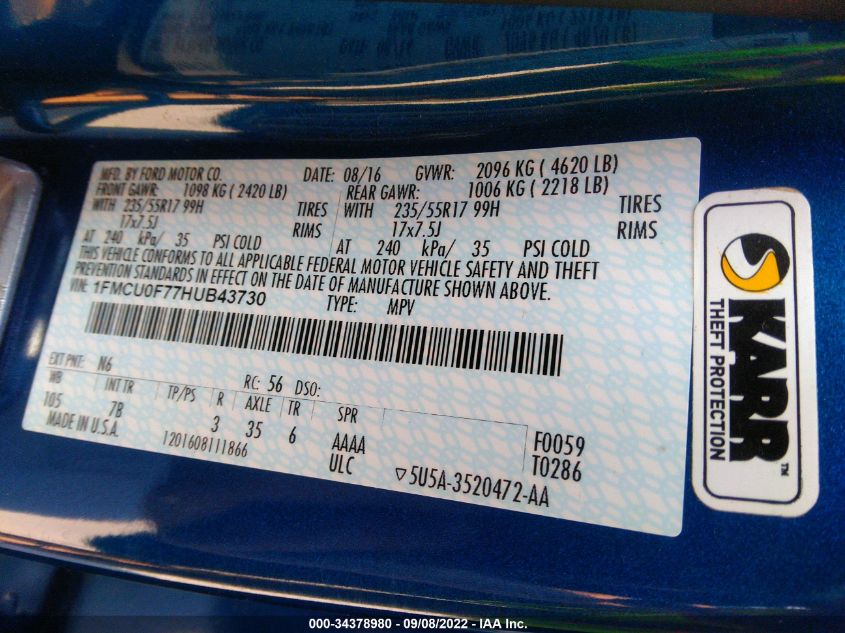 MFD. BY FORD MOTOR CO. DATE: 08/16 GVWR: 2096 KG ( 4620 LB)
FRONT GAWR: 1098 KG ( 2420 LB) REAR GAWR: 1006 KG ( 2218 LB)
WITH 235/55R17 99H TIRES WITH 235/55R17 99H TIRES
17x7.5J RIMS 17x7.5J RIMS
AT 240 kPa/ 35 PSI COLD AT 240 kPa/ 35 PSI COLD
THIS VEHICLE CONFORMS TO ALL APPLICABLE FEDERAL MOTOR VEHICLE SAFETY AND THEFT
PREVENTION STANDARDS IN EFFECT ON THE DATE OF MANUFACTURE SHOWN ABOVE.
VIN: 1FMCU0F77HUB43730 TYPE: MPV
EXT PNT: N6 RC: 56 DSO:
WB INT TR TP/PS R AXLE TR SPR
105 7B 3 35 6 AAAA F0059
MADE IN U.S.A. 1201608111866 ULC T0286
▽5U5A-3520472-AA
KARR™
THEFT PROTECTION
000-34378980 - 09/08/2022 - IAA Inc.